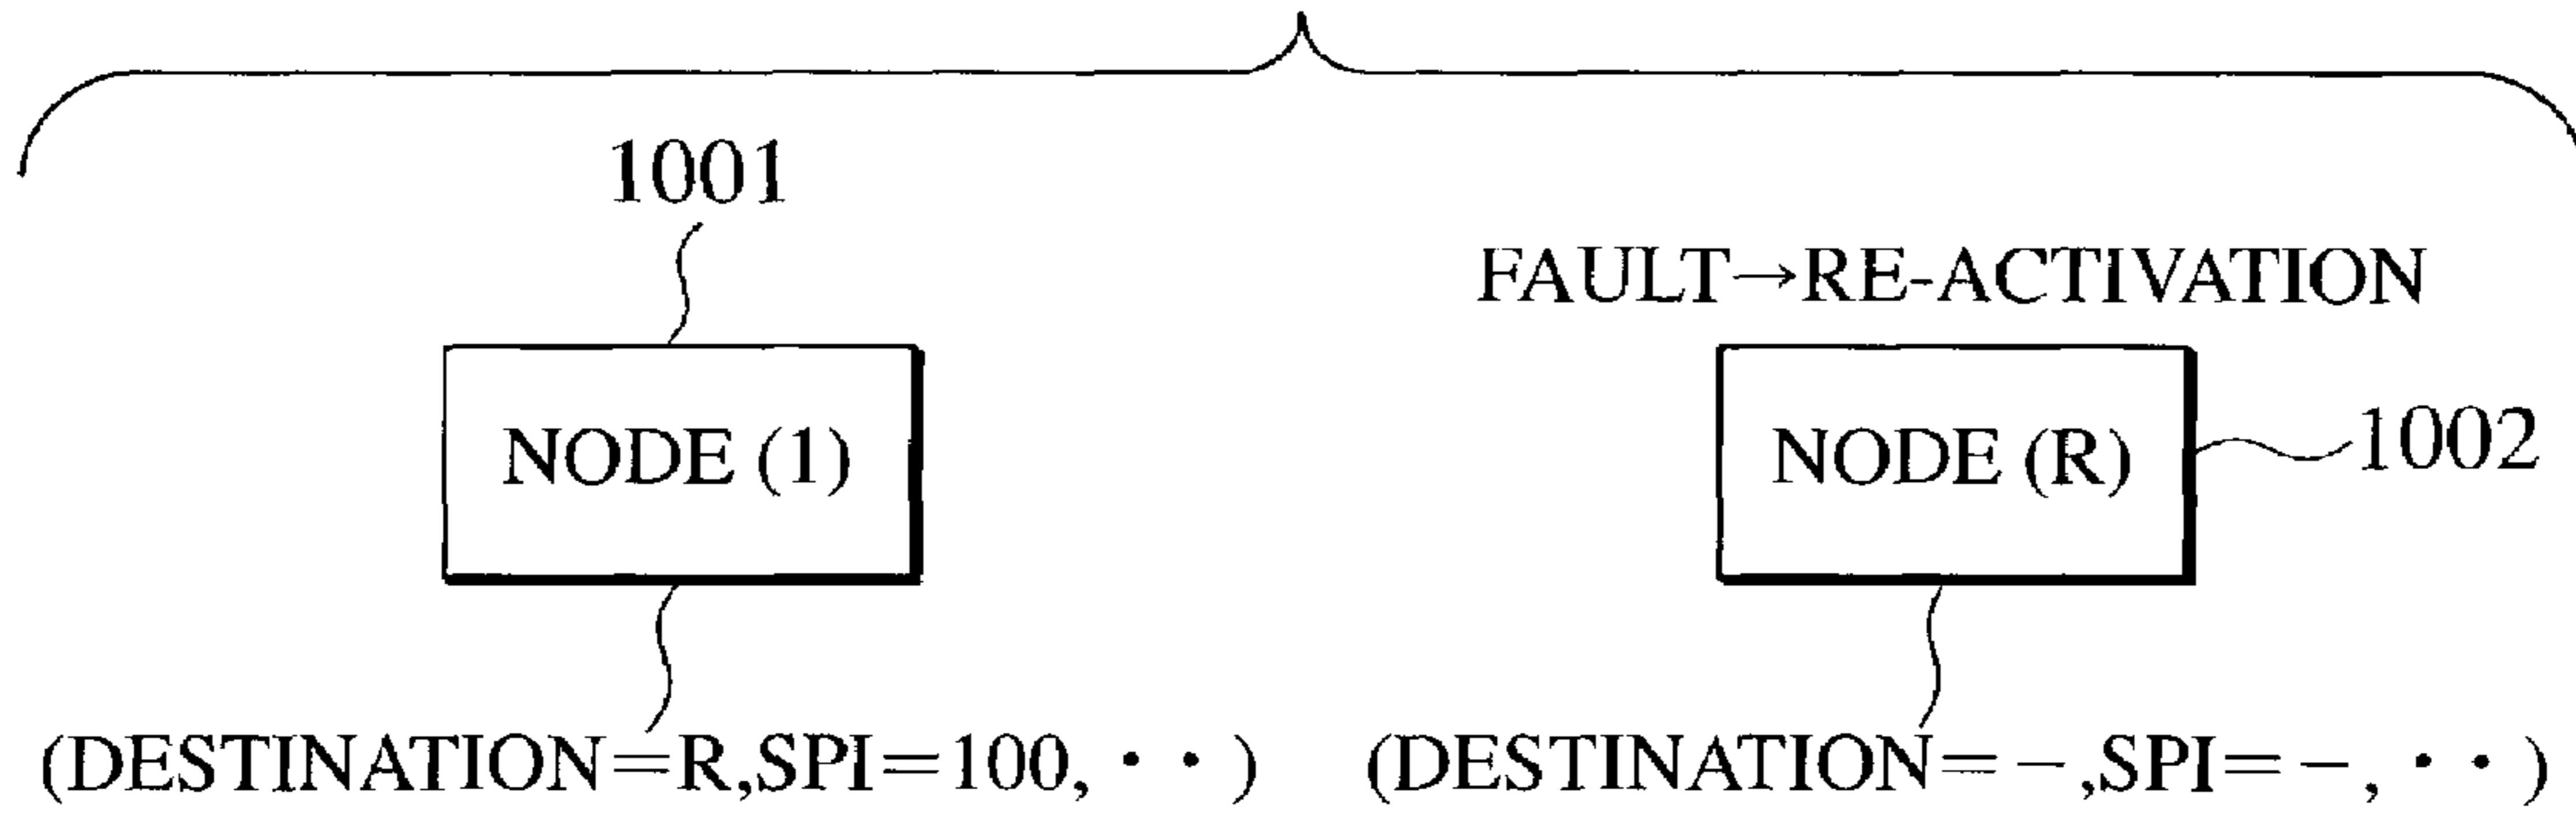 1001
FAULT→RE-ACTIVATION
NODE (1)
NODE (R)
1002
(DESTINATION=R,SPI=100, ・・)
(DESTINATION=−,SPI=−, ・・)